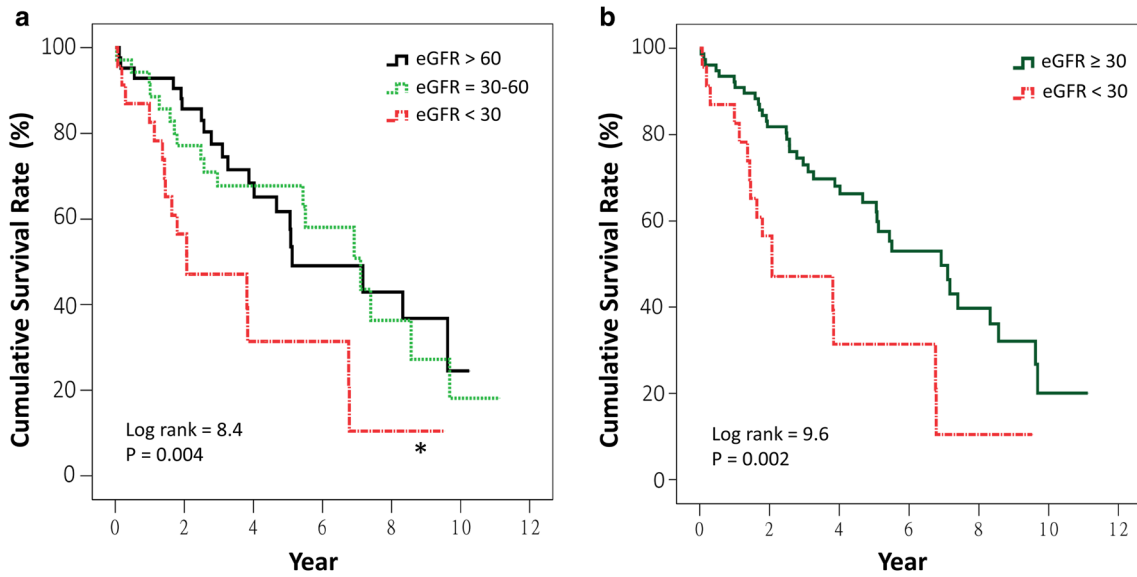 a
Cumulative Survival Rate (%)
100
80
60
40
20
0
eGFR > 60
eGFR = 30-60
eGFR < 30
Log rank = 8.4
P = 0.004
*
0 2 4 6 8 10 12
Year
b
Cumulative Survival Rate (%)
100
80
60
40
20
0
eGFR ≥ 30
eGFR < 30
Log rank = 9.6
P = 0.002
0 2 4 6 8 10 12
Year